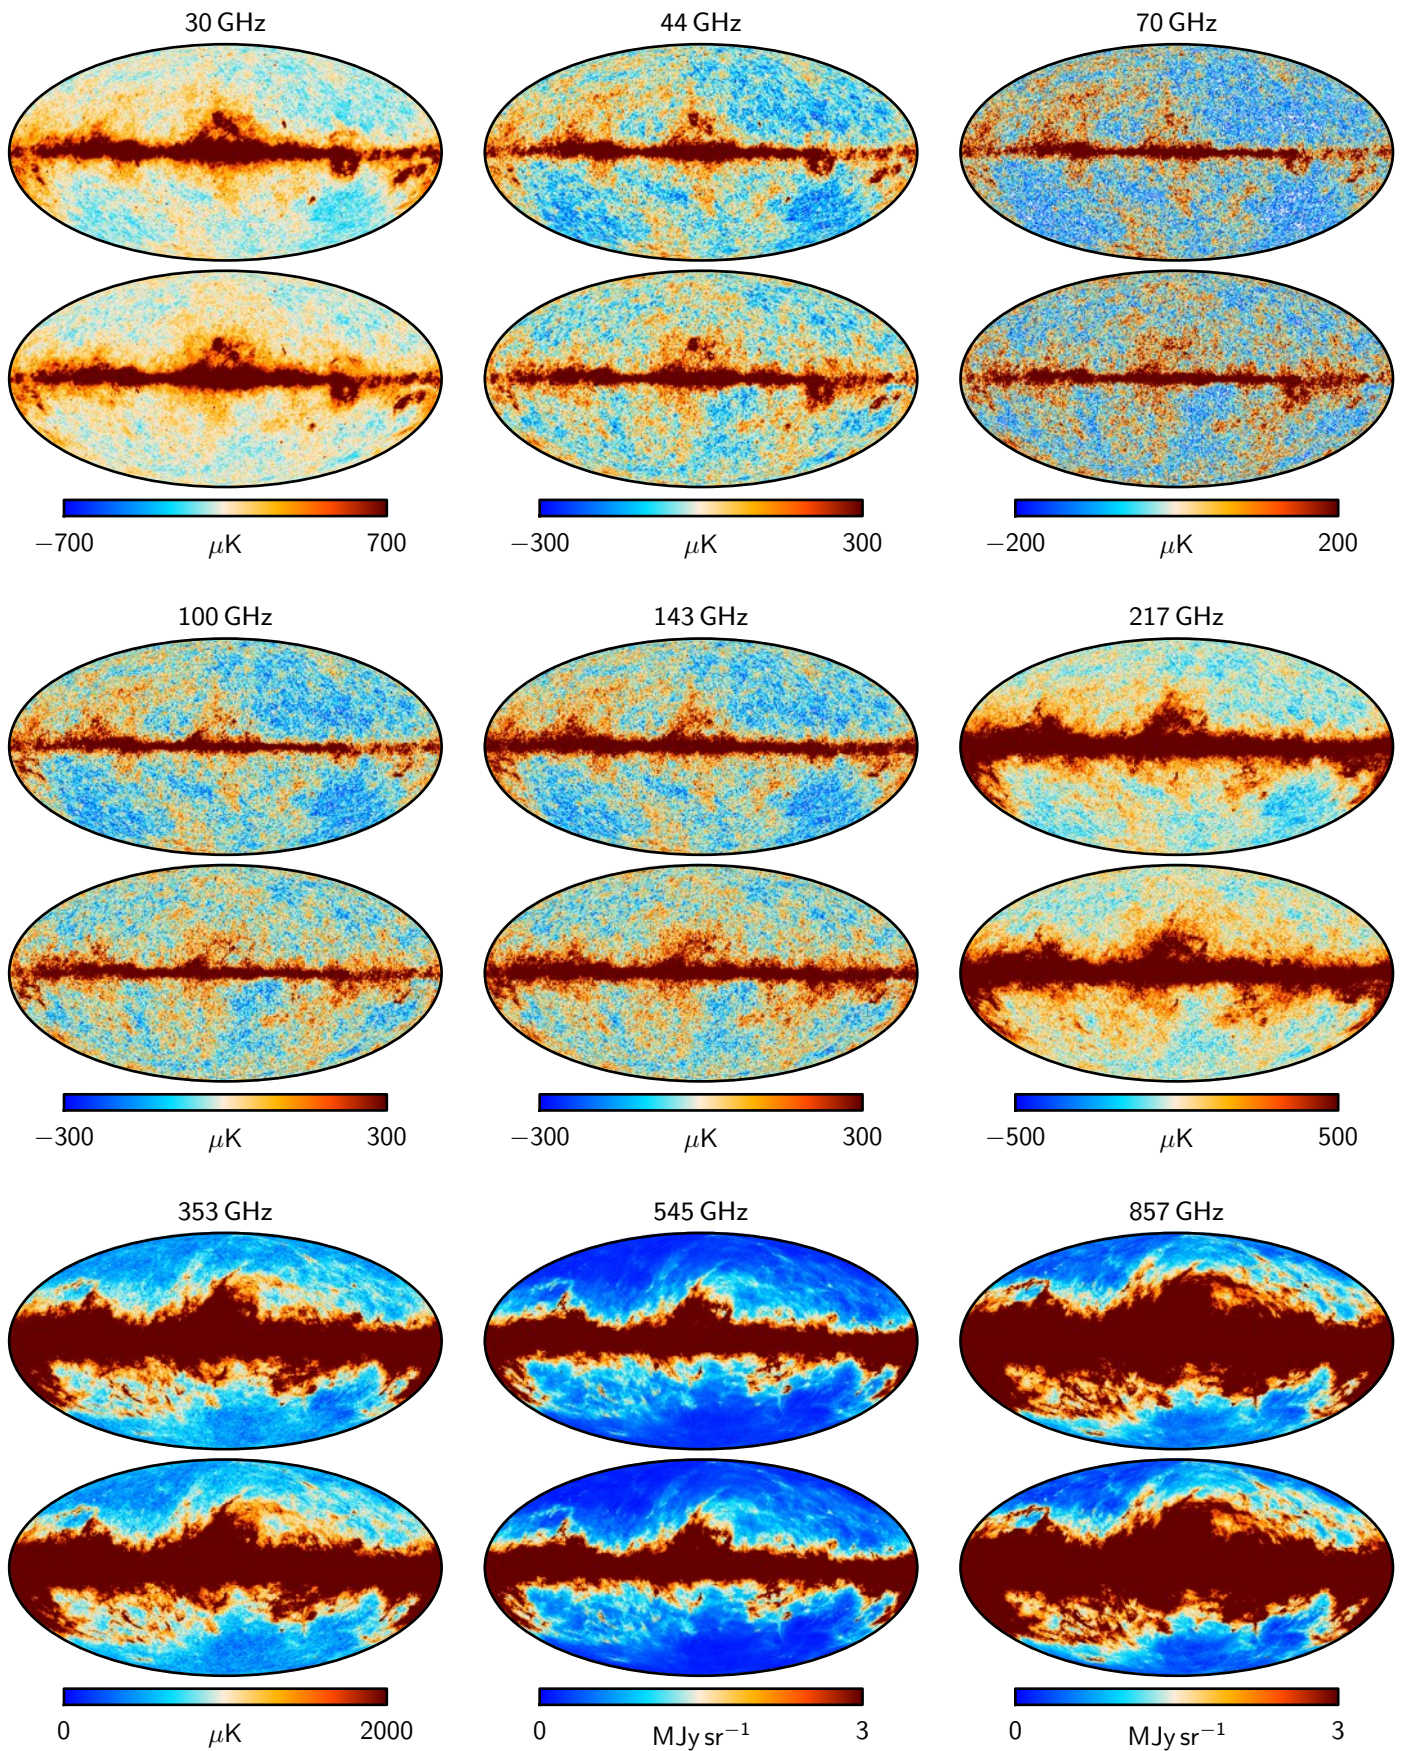 30 GHz 44 GHz 70 GHz
−700 μK 700 −300 μK 300 −200 μK 200
100 GHz 143 GHz 217 GHz
−300 μK 300 −300 μK 300 −500 μK 500
353 GHz 545 GHz 857 GHz
0 μK 2000 0 MJy sr⁻¹ 3 0 MJy sr⁻¹ 3